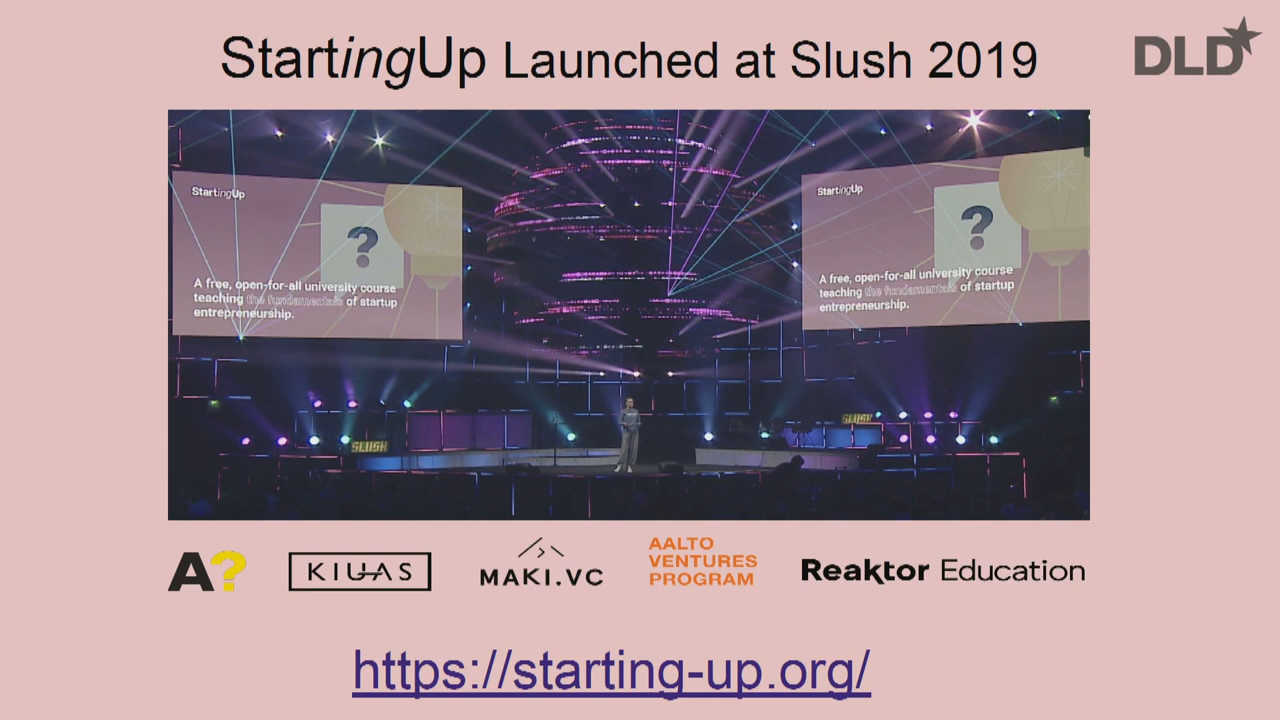 StartingUp Launched at Slush 2019
DLD
StartingUp
A free, open-for-all university course
teaching the fundamentals of startup
entrepreneurship.
StartingUp
A free, open-for-all university course
teaching the fundamentals of startup
entrepreneurship.
SLUSH
SLUSH
A?
KIUAS
MAKI.VC
AALTO
VENTURES
PROGRAM
Reaktor Education
https://starting-up.org/